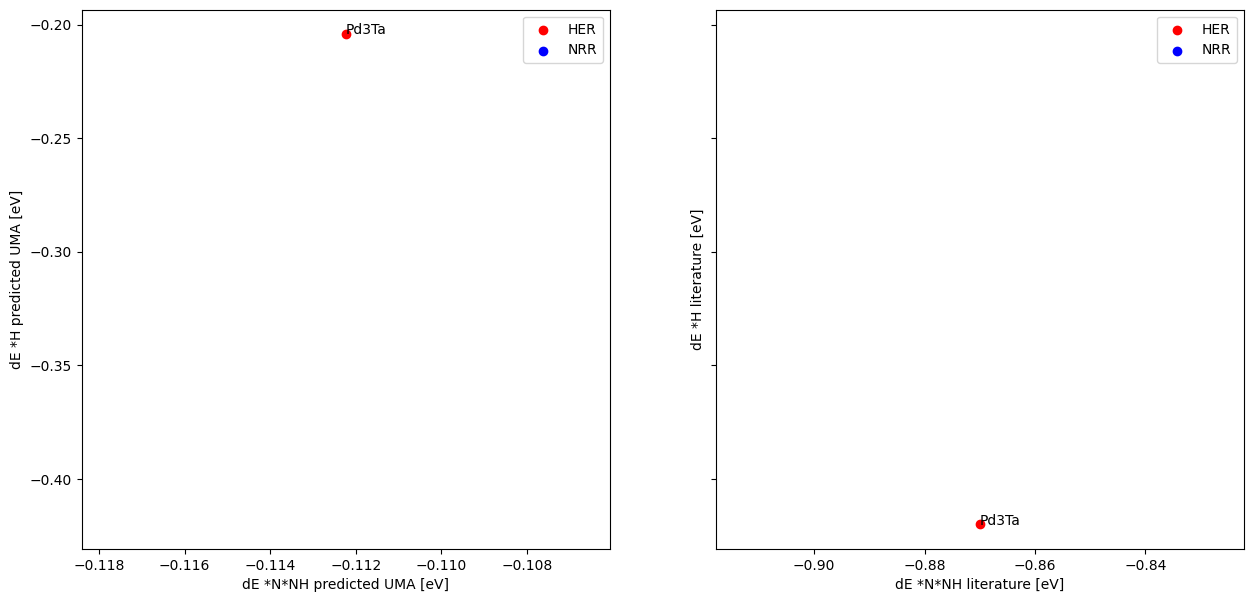 −0.20
−0.25
−0.30
−0.35
−0.40
dE *H predicted UMA [eV]
Pd3Ta
HER
NRR
−0.118
−0.116
−0.114
−0.112
−0.110
−0.108
dE *N*NH predicted UMA [eV]
dE *H literature [eV]
HER
NRR
Pd3Ta
−0.90
−0.88
−0.86
−0.84
dE *N*NH literature [eV]